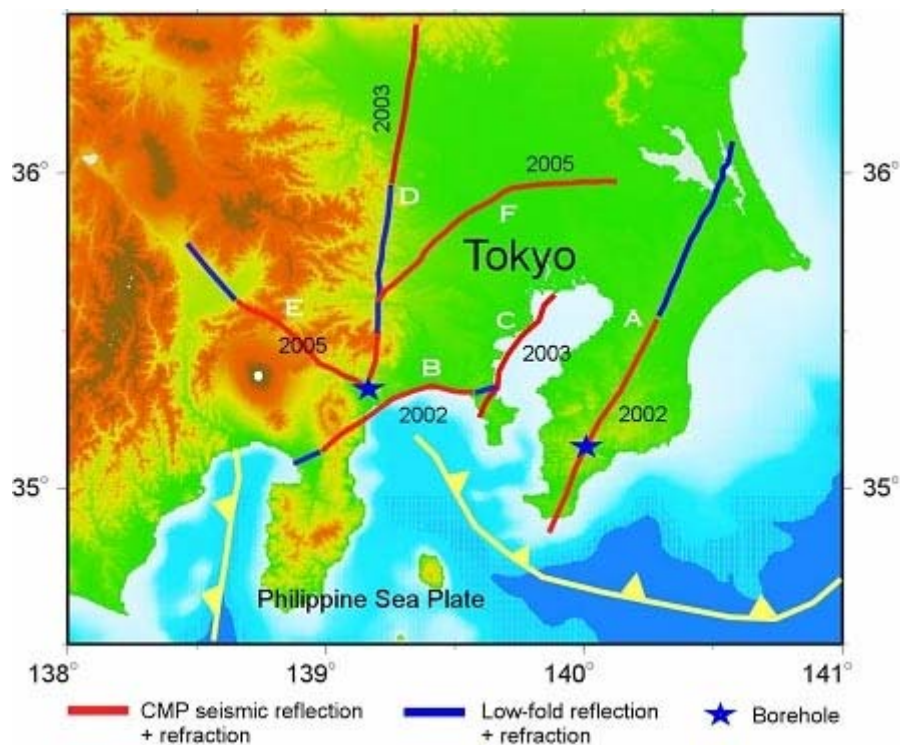 2003
36°
2005
36°
D
F
Tokyo
E
C
A
2005
2003
B
2002
2002
35°
35°
Philippine Sea Plate
138°
139°
140°
141°
CMP seismic reflection
+ refraction
Low-fold reflection
+ refraction
Borehole